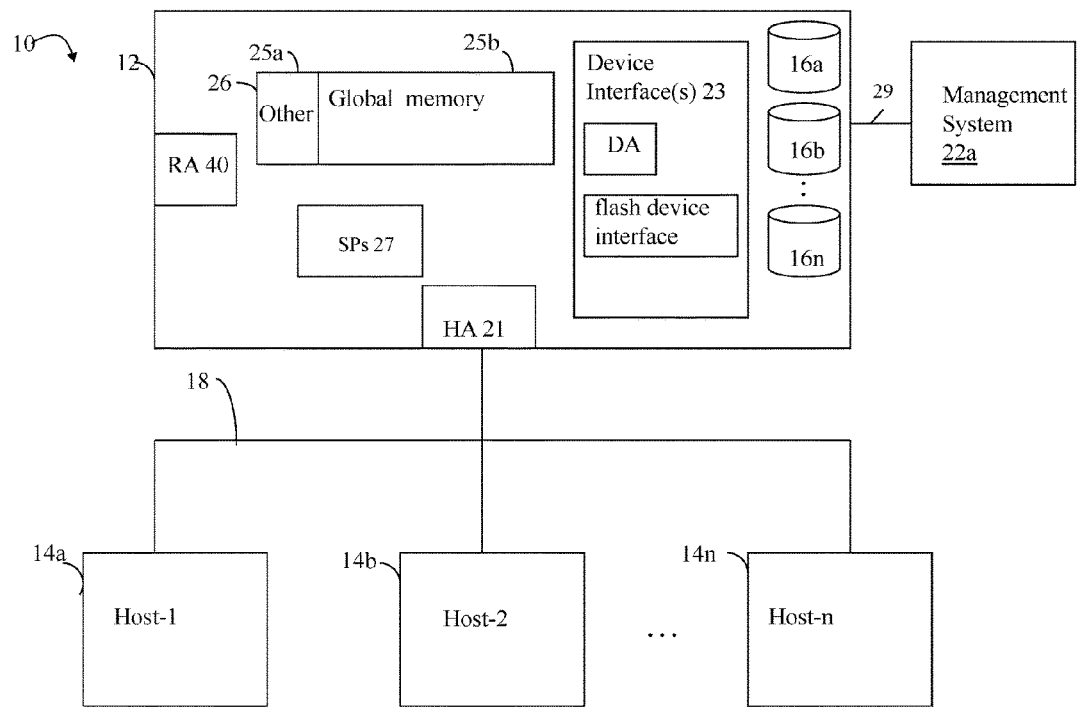 10
12
25a
25b
26
Other
Global memory
Device
Interface(s) 23
DA
flash device
interface
16a
16b
⋮
16n
29
Management
System
22a
RA 40
SPs 27
HA 21
18
14a
Host-1
14b
Host-2
...
14n
Host-n